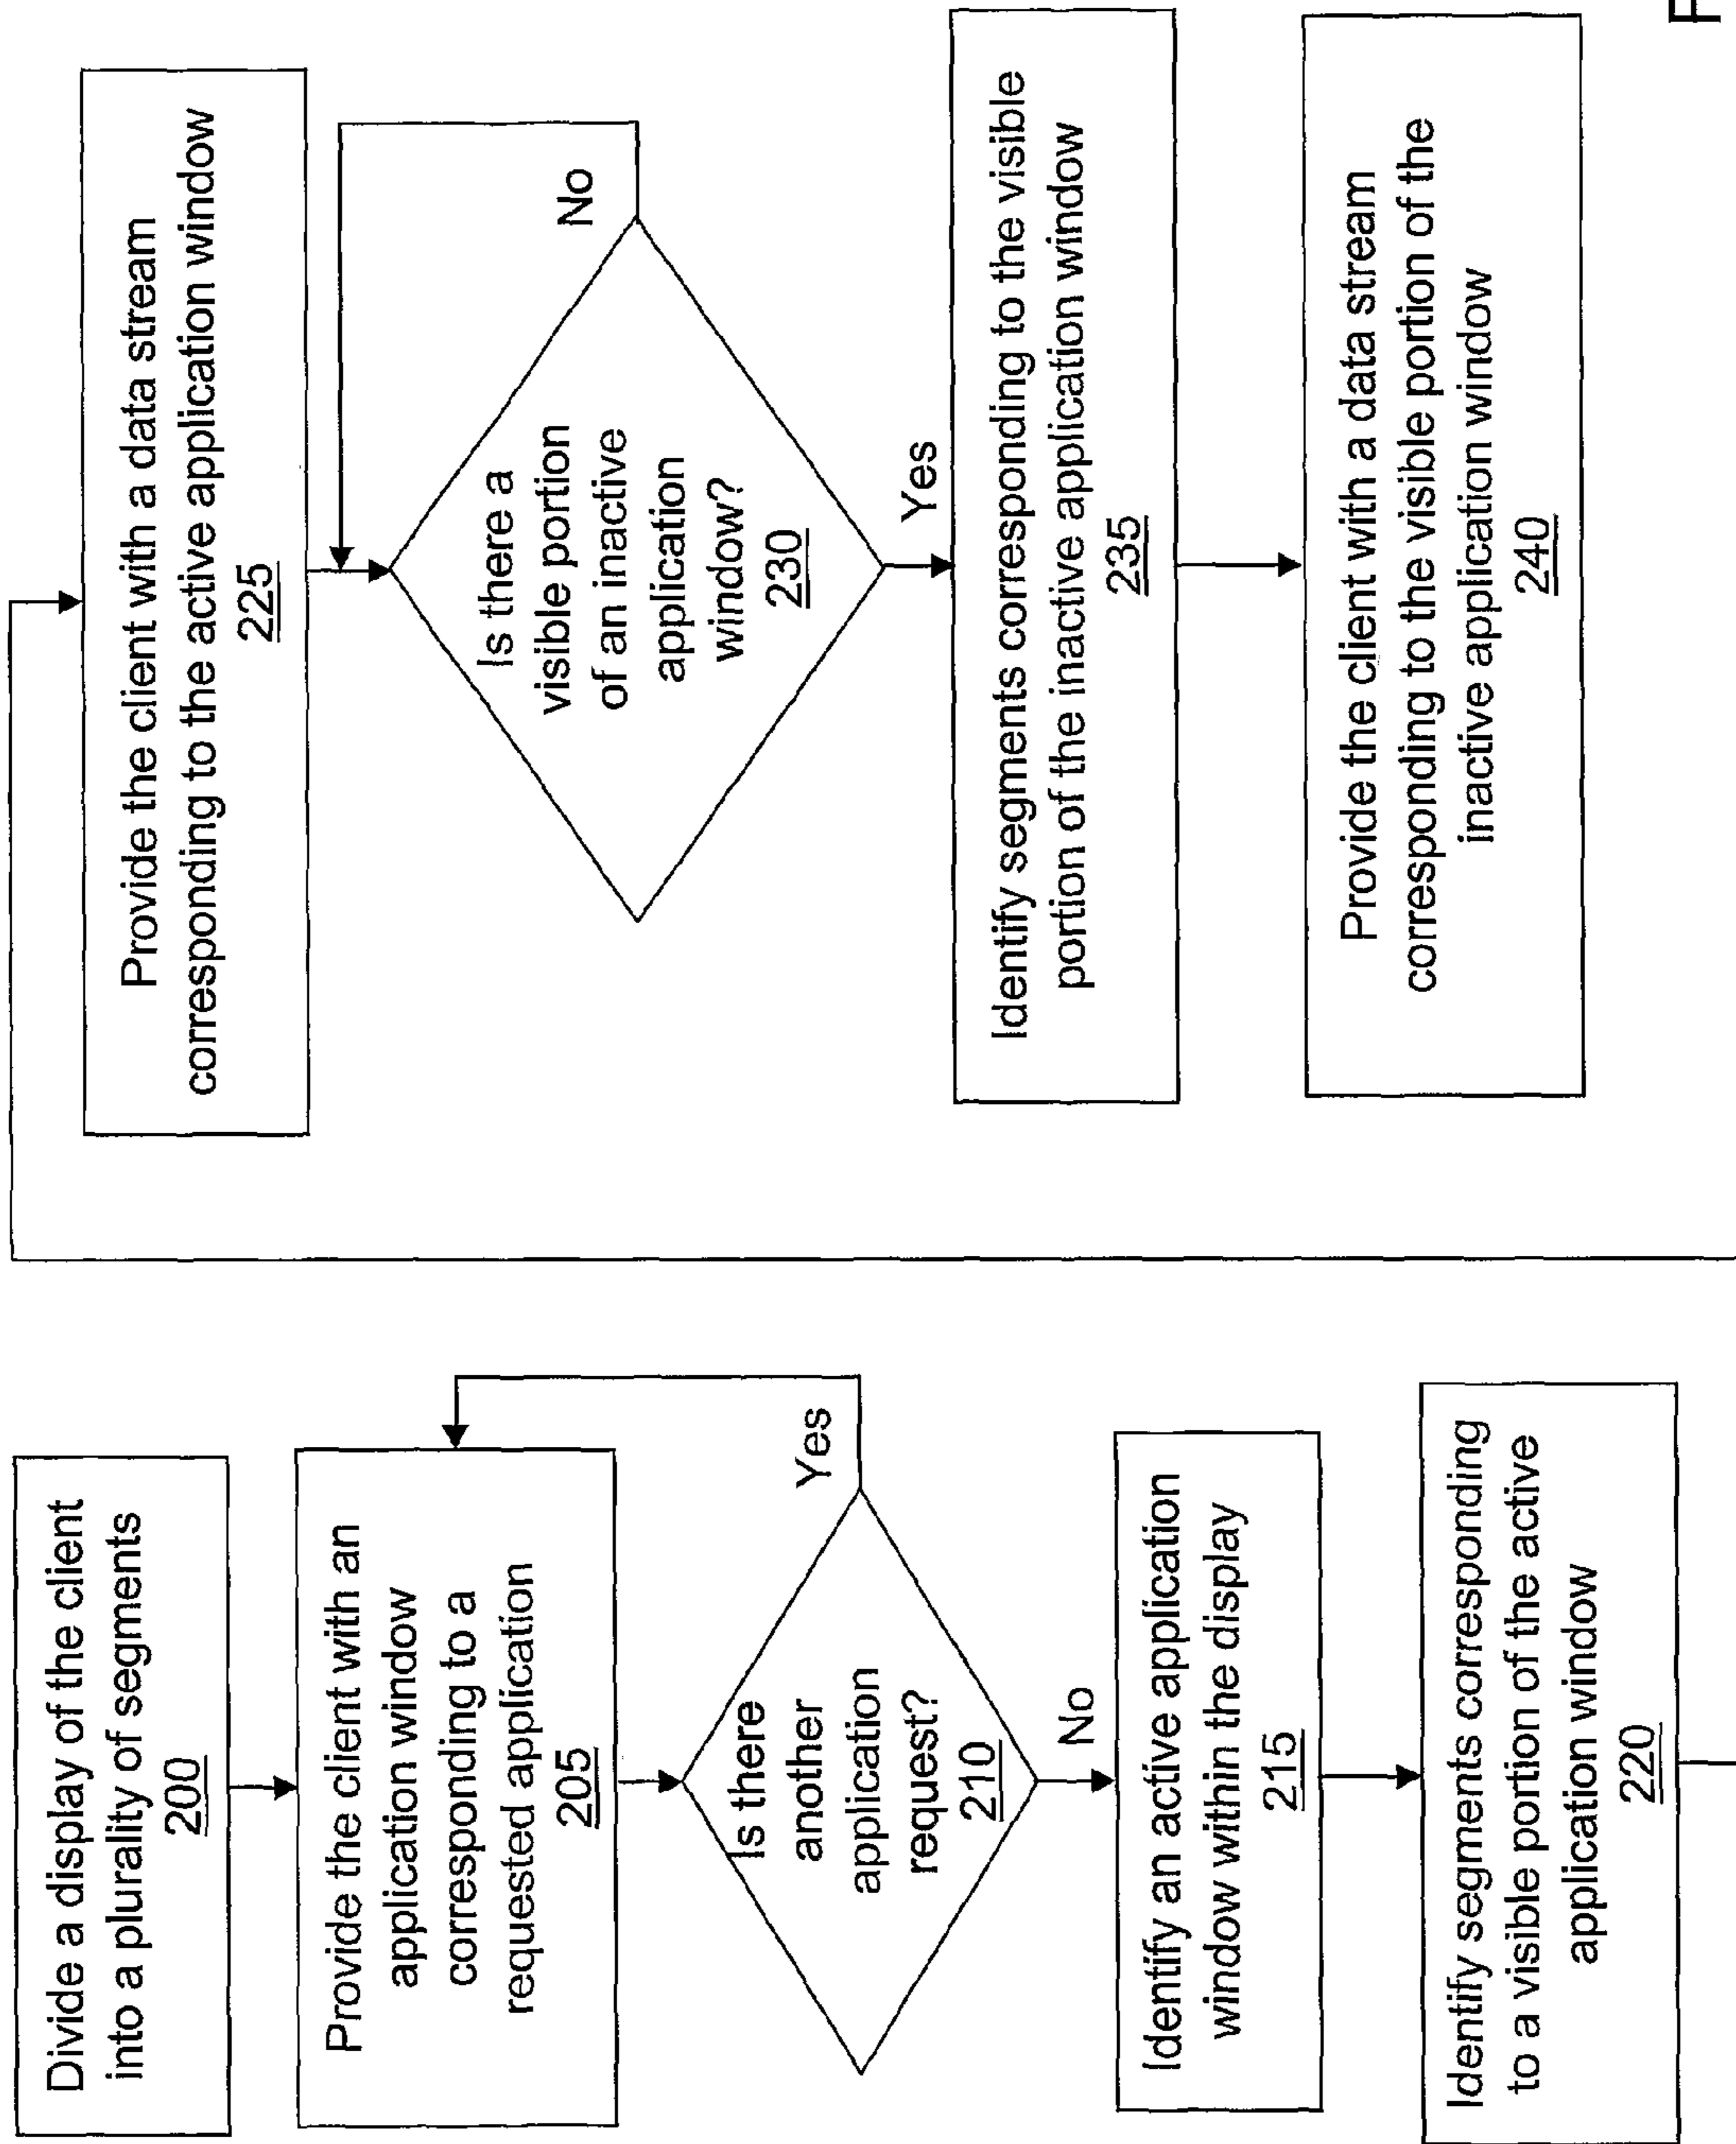 Divide a display of the client
into a plurality of segments
200
Provide the client with an
application window
corresponding to a
requested application
205
Is there
another
application
request?
210
Yes
No
Identify an active application
window within the display
215
Identify segments corresponding
to a visible portion of the active
application window
220
Provide the client with a data stream
corresponding to the active application window
225
Is there a
visible portion
of an inactive
application
window?
230
No
Yes
Identify segments corresponding to the visible
portion of the inactive application window
235
Provide the client with a data stream
corresponding to the visible portion of the
inactive application window
240
F